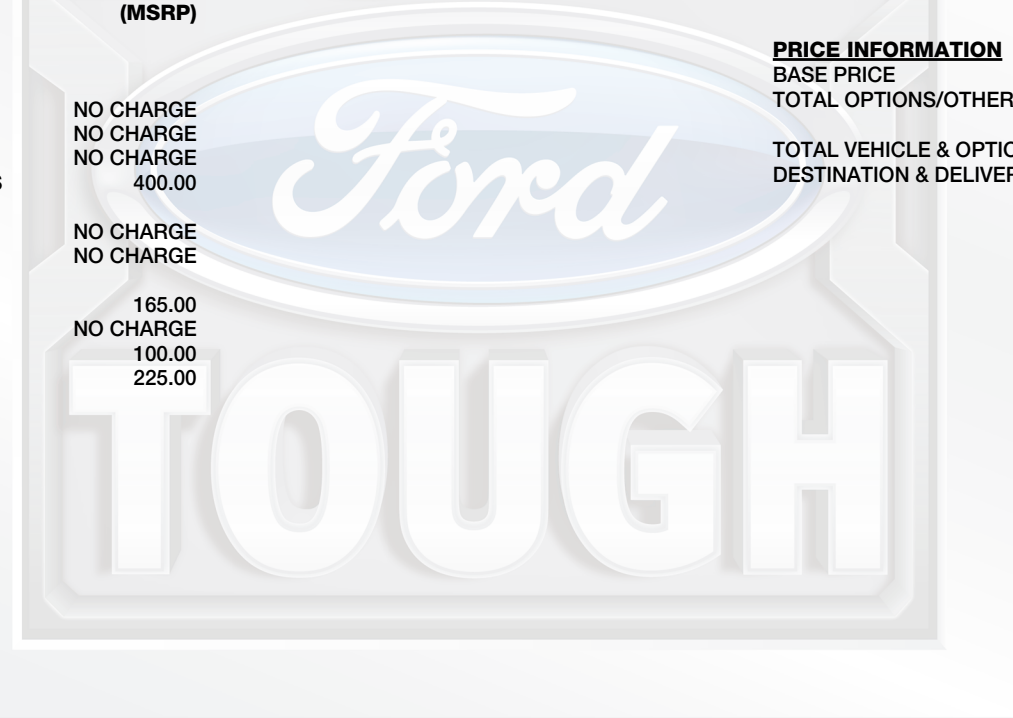 (MSRP)
NO CHARGE
NO CHARGE
NO CHARGE
S 400.00
NO CHARGE
NO CHARGE
165.00
NO CHARGE
100.00
225.00
PRICE INFORMATION
BASE PRICE
TOTAL OPTIONS/OTHER
TOTAL VEHICLE & OPTIO
DESTINATION & DELIVER
Ford
TOUGH